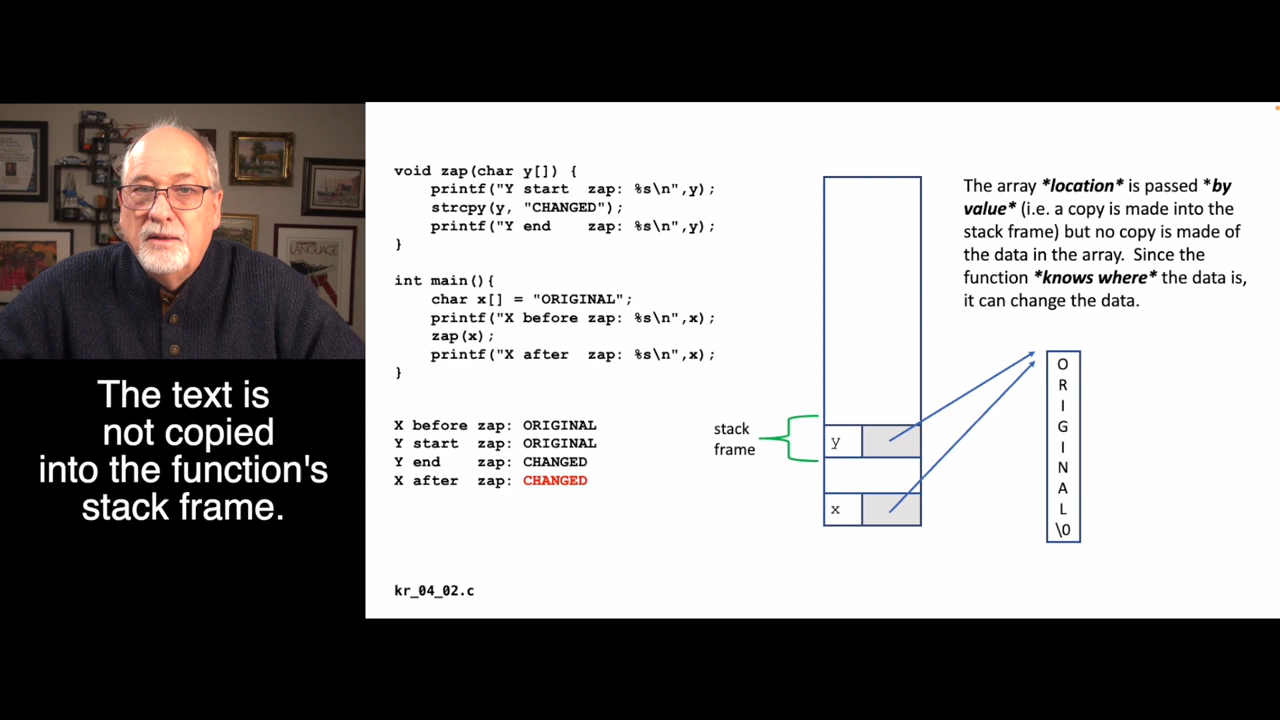 LANGUAGE
The text is
not copied
into the function's
stack frame.
void zap(char y[]) {
    printf("Y start  zap: %s\n",y);
    strcpy(y, "CHANGED");
    printf("Y end    zap: %s\n",y);
}
int main(){
    char x[] = "ORIGINAL";
    printf("X before zap: %s\n",x);
    zap(x);
    printf("X after  zap: %s\n",x);
}
X before zap: ORIGINAL
Y start  zap: ORIGINAL
Y end    zap: CHANGED
X after  zap: CHANGED
kr_04_02.c
stack
frame
y
x
The array *location* is passed *by
value* (i.e. a copy is made into the
stack frame) but no copy is made of
the data in the array.  Since the
function *knows where* the data is,
it can change the data.
O
R
I
G
I
N
A
L
\0